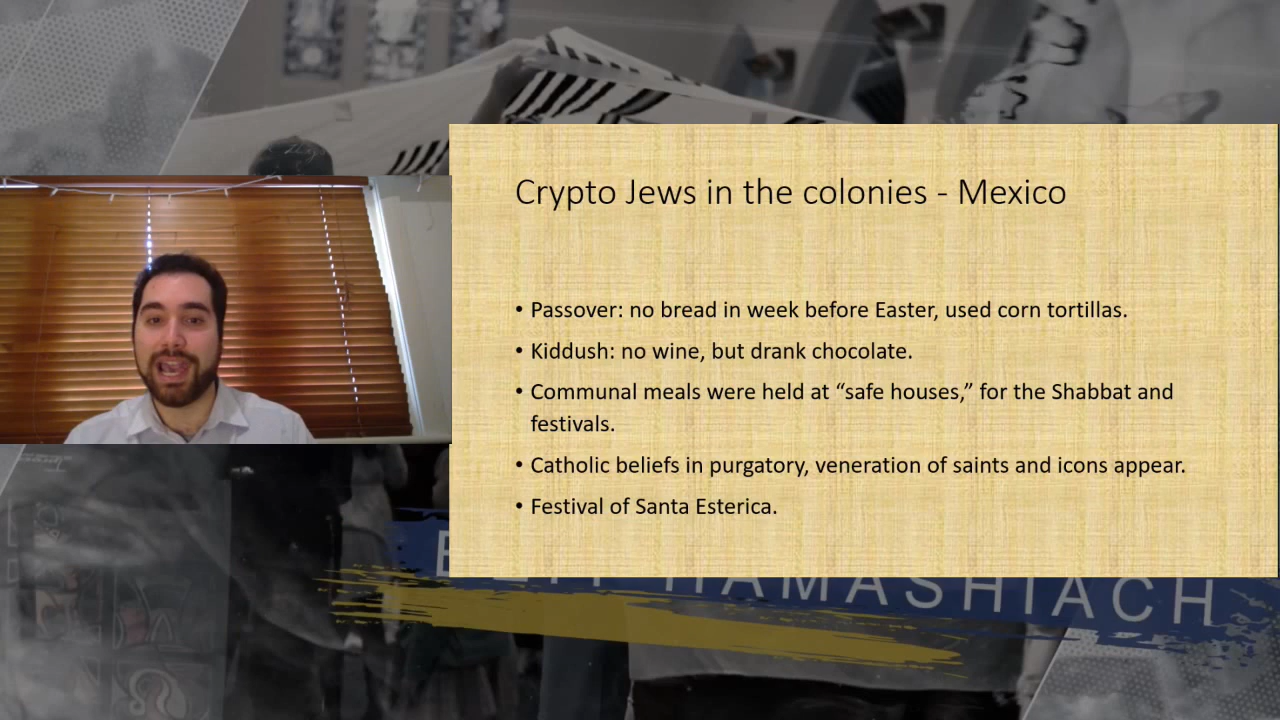 Crypto Jews in the colonies - Mexico
• Passover: no bread in week before Easter, used corn tortillas.
• Kiddush: no wine, but drank chocolate.
• Communal meals were held at “safe houses,” for the Shabbat and
festivals.
• Catholic beliefs in purgatory, veneration of saints and icons appear.
• Festival of Santa Esterica.
HAMASHIACH